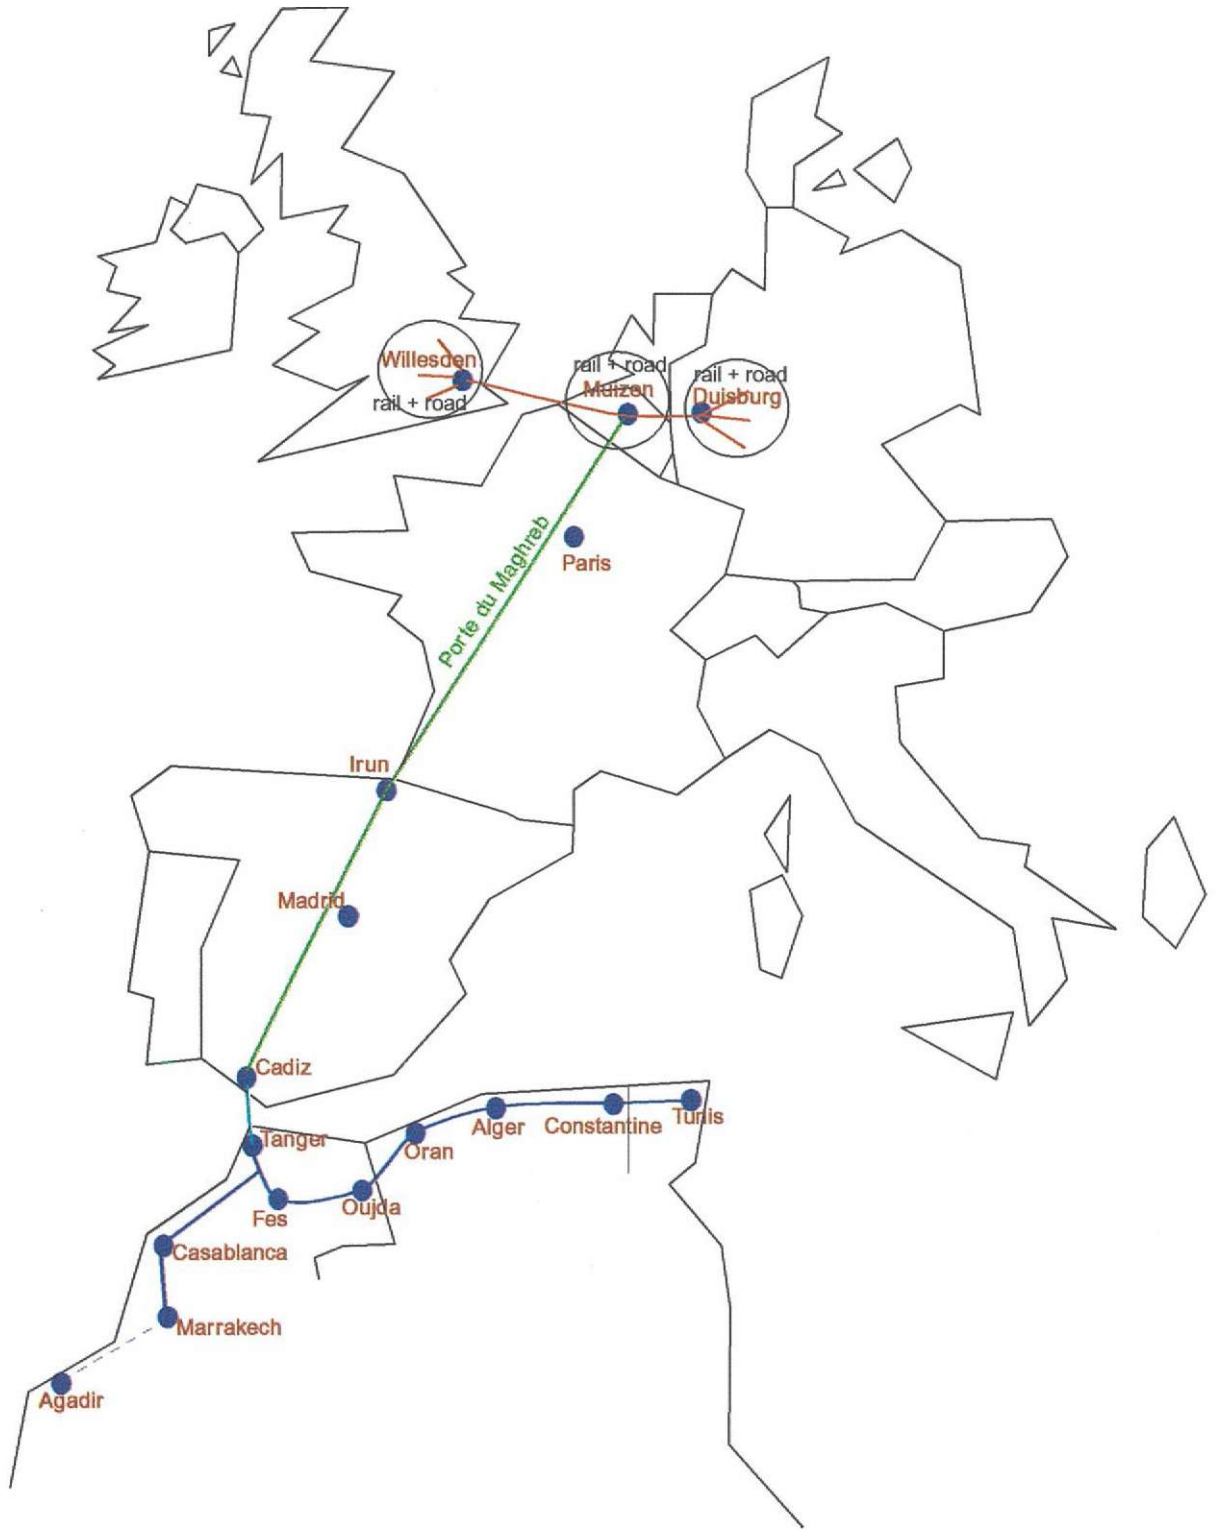 Willesden
rail + road
rail + road
Muizen
rail + road
Duisburg
Paris
Porte du Maghreb
Irun
Madrid
Cadiz
Tanger
Fes
Oujda
Oran
Alger
Constantine
Tunis
Casablanca
Marrakech
Agadir